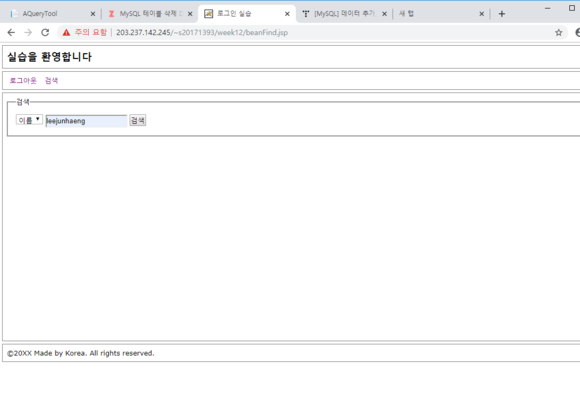 AQueryTool
MySQL 테이블 삭제
로그인 실습
[MySQL] 데이터 추가
새 탭
주의 요함 | 203.237.142.245/~s20171393/week12/beanFind.jsp
실습을 환영합니다
로그아웃 검색
검색
이름 leejunhaeng 검색
©20XX Made by Korea. All rights reserved.